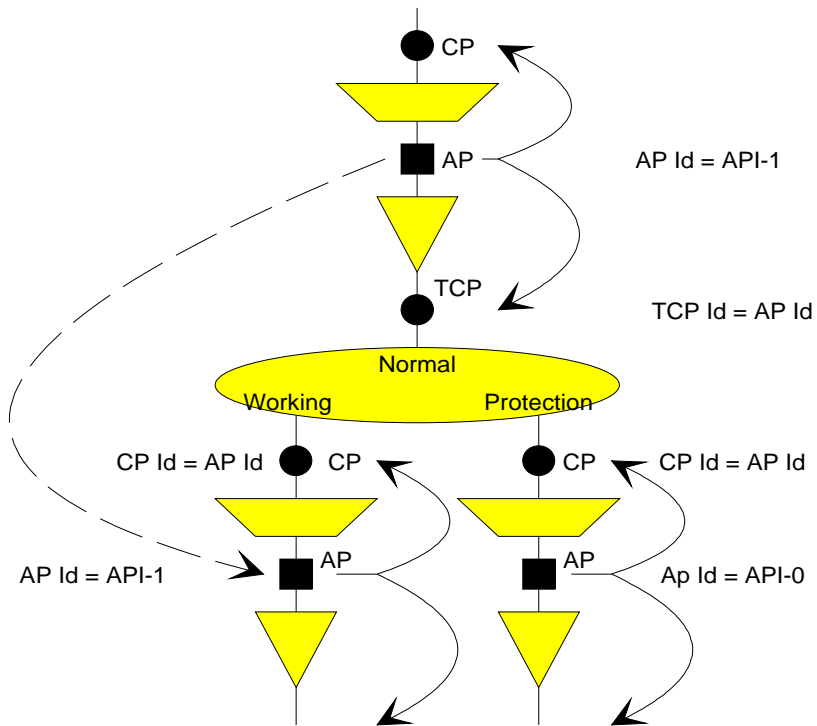 CP
AP
AP Id = API-1
TCP
TCP Id = AP Id
Normal
Working
Protection
CP Id = AP Id
CP
CP
CP Id = AP Id
AP Id = API-1
AP
AP
Ap Id = API-0